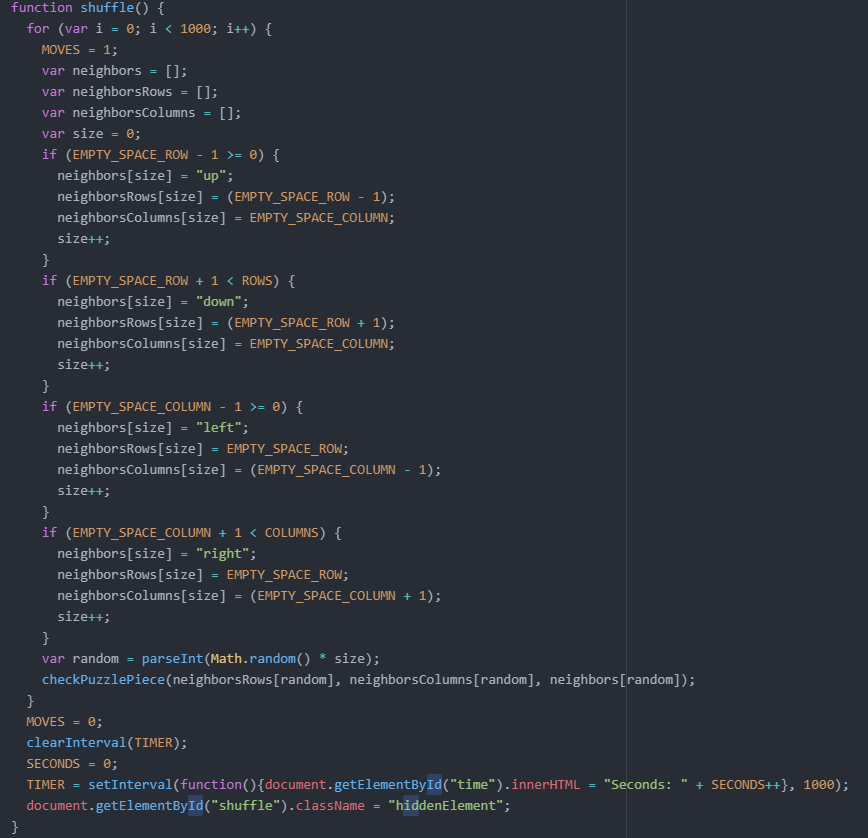 function shuffle() {
  for (var i = 0; i < 1000; i++) {
    MOVES = 1;
    var neighbors = [];
    var neighborsRows = [];
    var neighborsColumns = [];
    var size = 0;
    if (EMPTY_SPACE_ROW - 1 >= 0) {
      neighbors[size] = "up";
      neighborsRows[size] = (EMPTY_SPACE_ROW - 1);
      neighborsColumns[size] = EMPTY_SPACE_COLUMN;
      size++;
    }
    if (EMPTY_SPACE_ROW + 1 < ROWS) {
      neighbors[size] = "down";
      neighborsRows[size] = (EMPTY_SPACE_ROW + 1);
      neighborsColumns[size] = EMPTY_SPACE_COLUMN;
      size++;
    }
    if (EMPTY_SPACE_COLUMN - 1 >= 0) {
      neighbors[size] = "left";
      neighborsRows[size] = EMPTY_SPACE_ROW;
      neighborsColumns[size] = (EMPTY_SPACE_COLUMN - 1);
      size++;
    }
    if (EMPTY_SPACE_COLUMN + 1 < COLUMNS) {
      neighbors[size] = "right";
      neighborsRows[size] = EMPTY_SPACE_ROW;
      neighborsColumns[size] = (EMPTY_SPACE_COLUMN + 1);
      size++;
    }
    var random = parseInt(Math.random() * size);
    checkPuzzlePiece(neighborsRows[random], neighborsColumns[random], neighbors[random]);
  }
  MOVES = 0;
  clearInterval(TIMER);
  SECONDS = 0;
  TIMER = setInterval(function(){document.getElementById("time").innerHTML = "Seconds: " + SECONDS++}, 1000);
  document.getElementById("shuffle").className = "hiddenElement";
}